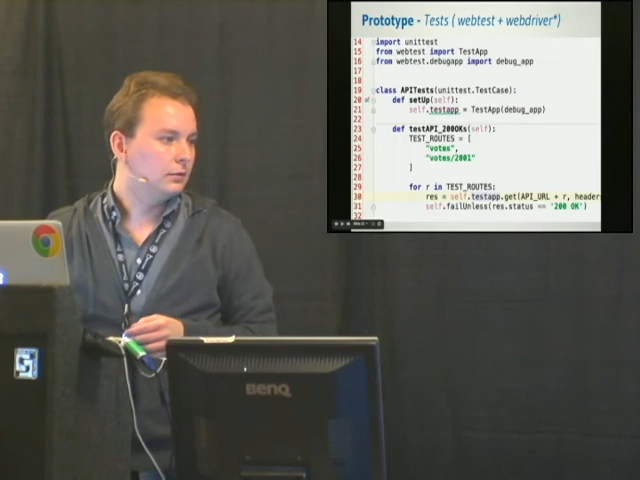 Prototype - Tests ( webtest + webdriver*)
14 import unittest
15 from webtest import TestApp
16 from webtest.debugapp import debug_app
17
18
19 class APITests(unittest.TestCase):
20 def setUp(self):
21 self.testapp = TestApp(debug_app)
22
23 def testAPI_200OKs(self):
24 TEST_ROUTES = [
25 "votes",
26 "votes/2001"
27 ]
28
29 for r in TEST_ROUTES:
30 res = self.testapp.get(API_URL + r, headers
31 self.failUnless(res.status == '200 OK')
32
BenQ